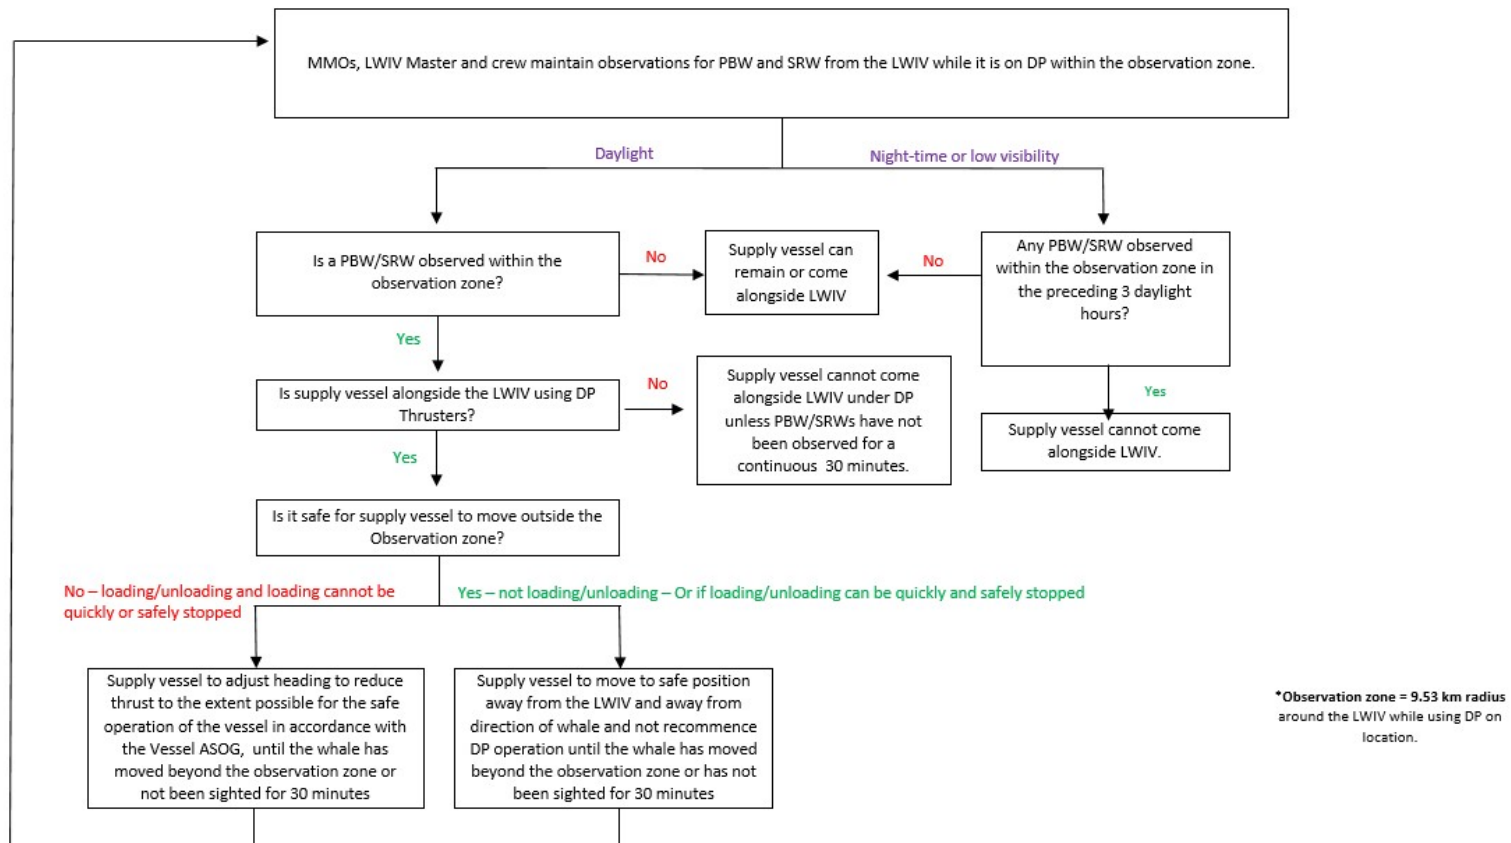 MMOs, LWIV Master and crew maintain observations for PBW and SRW from the LWIV while it is on DP within the observation zone.
Daylight
Night-time or low visibility
Is a PBW/SRW observed within the
observation zone?
No
Supply vessel can
remain or come
alongside LWIV
No
Any PBW/SRW observed
within the observation zone in
the preceding 3 daylight
hours?
Yes
Is supply vessel alongside the LWIV using DP
Thrusters?
No
Supply vessel cannot come
alongside LWIV under DP
unless PBW/SRWs have not
been observed for a
continuous 30 minutes.
Yes
Supply vessel cannot come
alongside LWIV.
Yes
Is it safe for supply vessel to move outside the
Observation zone?
No – loading/unloading and loading cannot be
quickly or safely stopped
Yes – not loading/unloading – Or if loading/unloading can be quickly and safely stopped
Supply vessel to adjust heading to reduce
thrust to the extent possible for the safe
operation of the vessel in accordance with
the Vessel ASOG, until the whale has
moved beyond the observation zone or
not been sighted for 30 minutes
Supply vessel to move to safe position
away from the LWIV and away from
direction of whale and not recommence
DP operation until the whale has moved
beyond the observation zone or has not
been sighted for 30 minutes
*Observation zone = 9.53 km radius
around the LWIV while using DP on
location.